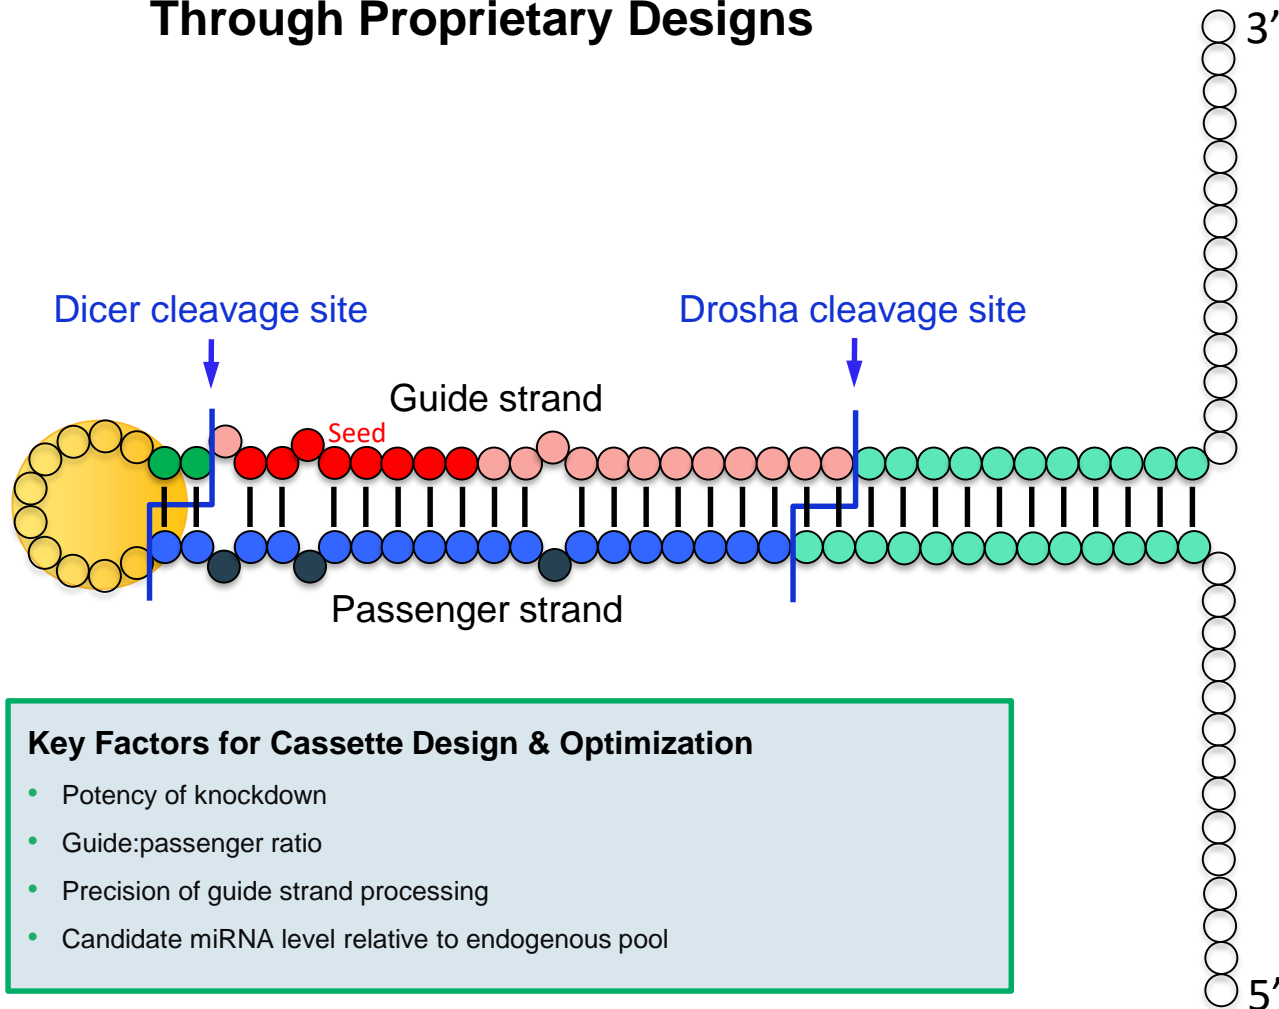 Through Proprietary Designs
3’
Dicer cleavage site
Drosha cleavage site
Guide strand
Seed
Passenger strand
Key Factors for Cassette Design & Optimization
• Potency of knockdown
• Guide:passenger ratio
• Precision of guide strand processing
• Candidate miRNA level relative to endogenous pool
5’